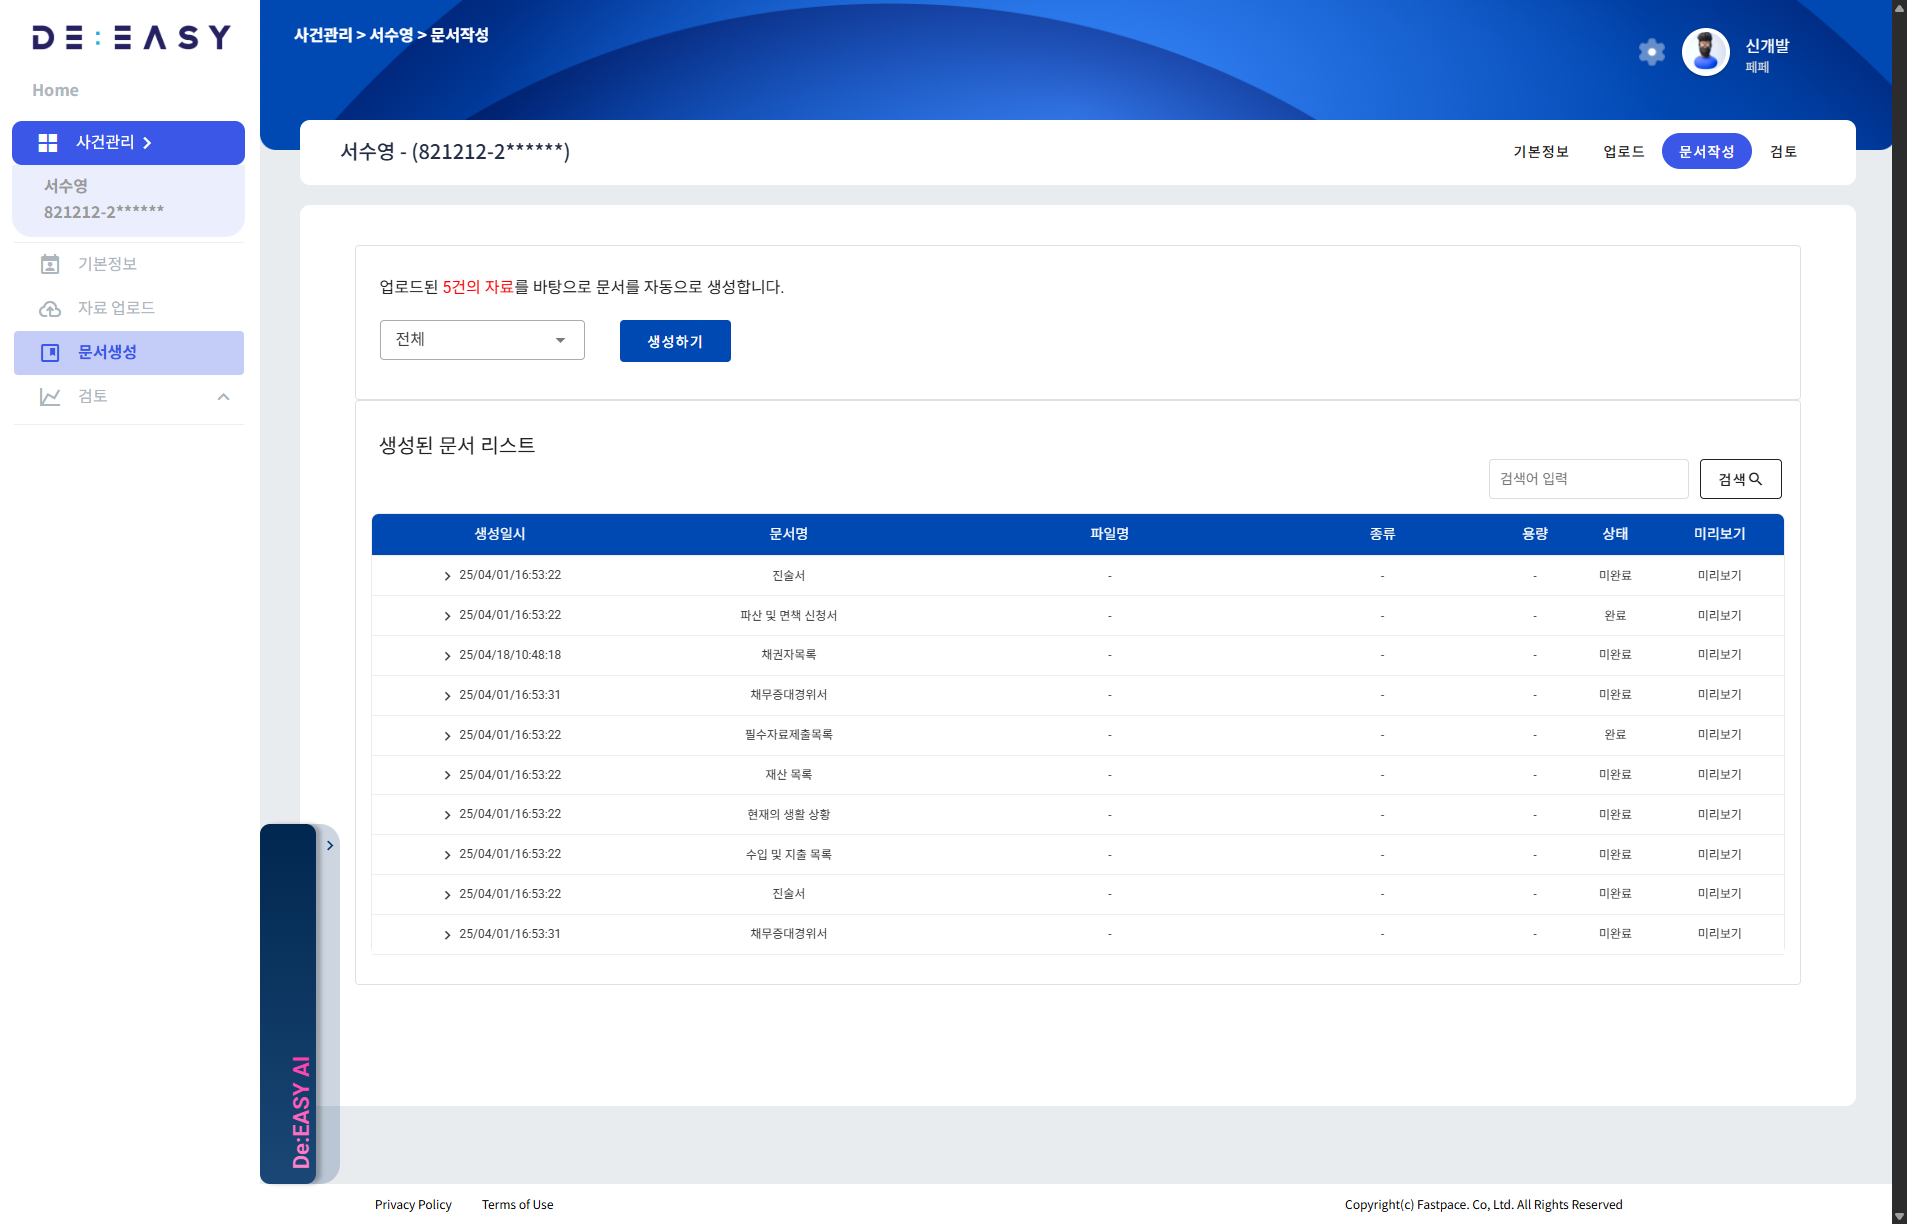 DE:EASY
Home
사건관리
서수영
821212-2******
기본정보
자료 업로드
문서생성
검토
사건관리 > 서수영 > 문서작성
신개발
페페
서수영 - (821212-2******)
기본정보 업로드 문서작성 검토
업로드된 5건의 자료를 바탕으로 문서를 자동으로 생성합니다.
전체 생성하기
생성된 문서 리스트
검색어 입력 검색
생성일시 문서명 파일명 종류 용량 상태 미리보기
25/04/01/16:53:22 진술서 - - - 미완료 미리보기
25/04/01/16:53:22 파산 및 면책 신청서 - - - 완료 미리보기
25/04/18/10:48:18 채권자목록 - - - 미완료 미리보기
25/04/01/16:53:31 채무증대경위서 - - - 미완료 미리보기
25/04/01/16:53:22 필수자료제출목록 - - - 완료 미리보기
25/04/01/16:53:22 재산 목록 - - - 미완료 미리보기
25/04/01/16:53:22 현재의 생활 상황 - - - 미완료 미리보기
25/04/01/16:53:22 수입 및 지출 목록 - - - 미완료 미리보기
25/04/01/16:53:22 진술서 - - - 미완료 미리보기
25/04/01/16:53:31 채무증대경위서 - - - 미완료 미리보기
De:EASY AI
Privacy Policy Terms of Use Copyright(c) Fastpace. Co, Ltd. All Rights Reserved